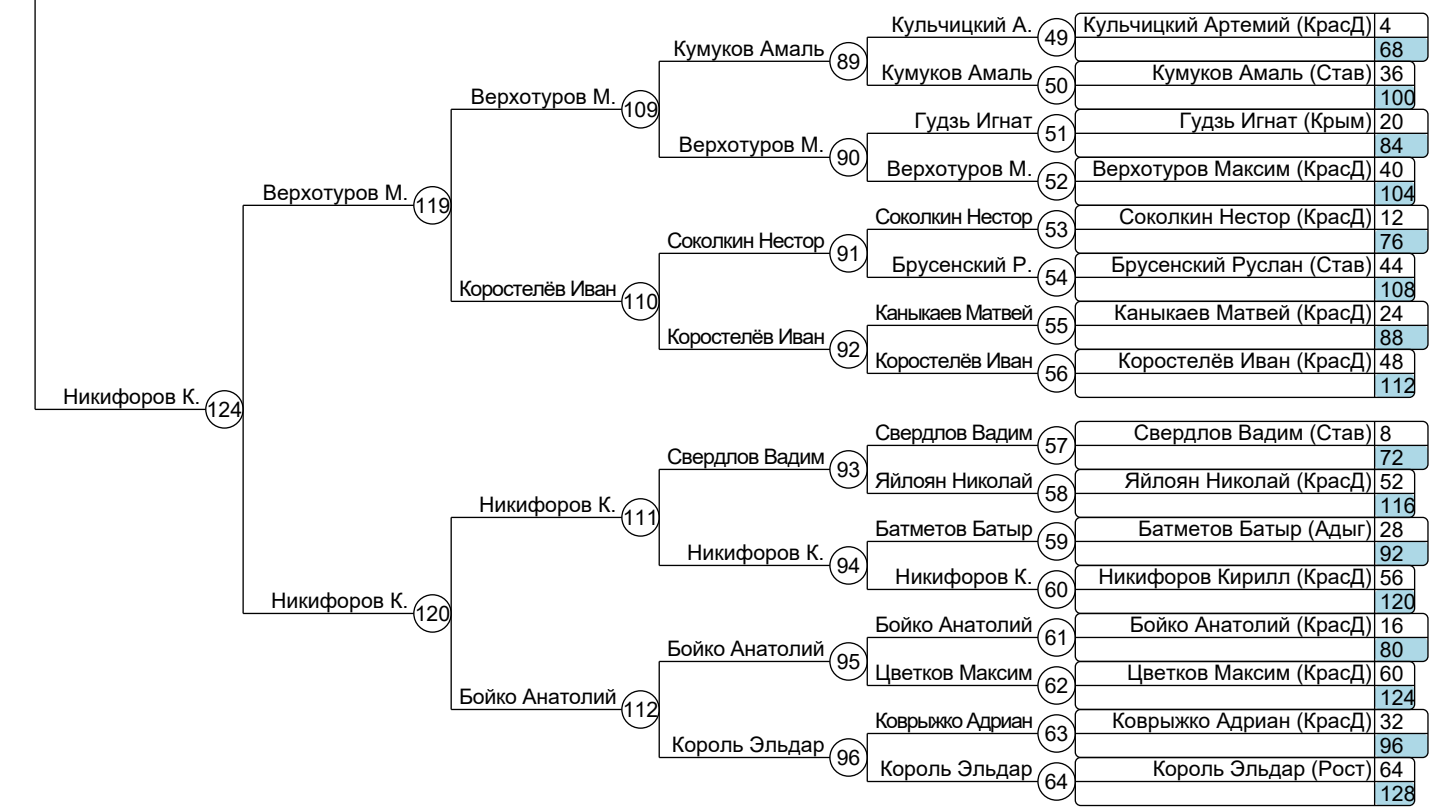 Кульчицкий А. 49 Кульчицкий Артемий (КрасД) 4
68
Кумуков Амаль 89
Кумуков Амаль 50 Кумуков Амаль (Став) 36
100
Верхотуров М. 109
Гудзь Игнат 51 Гудзь Игнат (Крым) 20
84
Верхотуров М. 90
Верхотуров М. 52 Верхотуров Максим (КрасД) 40
104
Верхотуров М. 119
Соколкин Нестор 53 Соколкин Нестор (КрасД) 12
76
Соколкин Нестор 91
Брусенский Р. 54 Брусенский Руслан (Став) 44
108
Коростелёв Иван 110
Каныкаев Матвей 55 Каныкаев Матвей (КрасД) 24
88
Коростелёв Иван 92
Коростелёв Иван 56 Коростелёв Иван (КрасД) 48
112
Никифоров К. 124
Свердлов Вадим 57 Свердлов Вадим (Став) 8
72
Свердлов Вадим 93
Яйлоян Николай 58 Яйлоян Николай (КрасД) 52
116
Никифоров К. 111
Батметов Батыр 59 Батметов Батыр (Адыг) 28
92
Никифоров К. 94
Никифоров К. 60 Никифоров Кирилл (КрасД) 56
120
Никифоров К. 120
Бойко Анатолий 61 Бойко Анатолий (КрасД) 16
80
Бойко Анатолий 95
Цветков Максим 62 Цветков Максим (КрасД) 60
124
Бойко Анатолий 112
Коврыжко Адриан 63 Коврыжко Адриан (КрасД) 32
96
Король Эльдар 96
Король Эльдар 64 Король Эльдар (Рост) 64
128